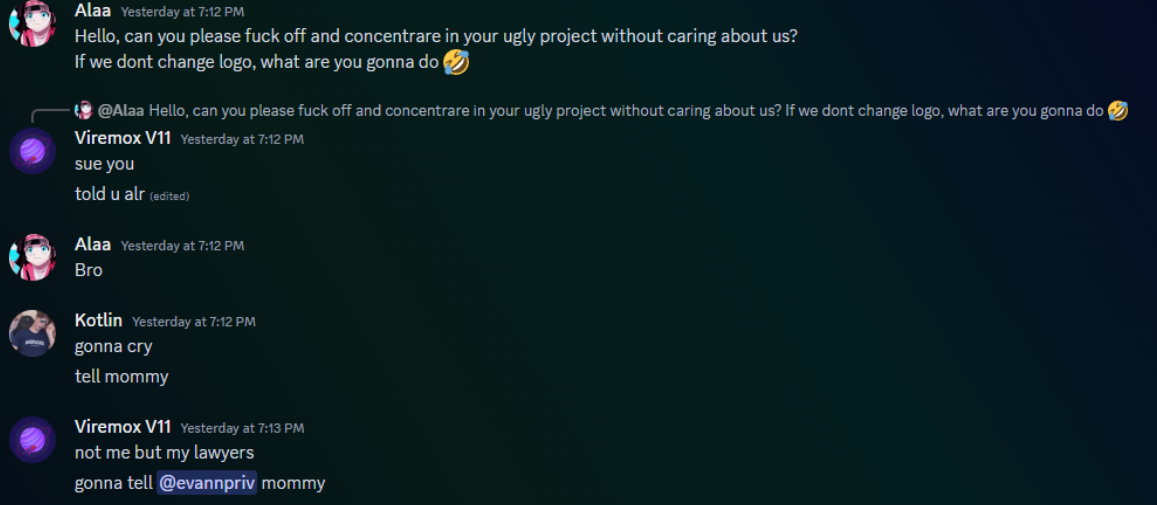 Alaa Yesterday at 7:12 PM
Hello, can you please fuck off and concentrare in your ugly project without caring about us?
If we dont change logo, what are you gonna do 🤣
@Alaa Hello, can you please fuck off and concentrare in your ugly project without caring about us? If we dont change logo, what are you gonna do 🤣
Viremox V11 Yesterday at 7:12 PM
sue you
told u alr (edited)
Alaa Yesterday at 7:12 PM
Bro
Kotlin Yesterday at 7:12 PM
gonna cry
tell mommy
Viremox V11 Yesterday at 7:13 PM
not me but my lawyers
gonna tell @evannpriv mommy